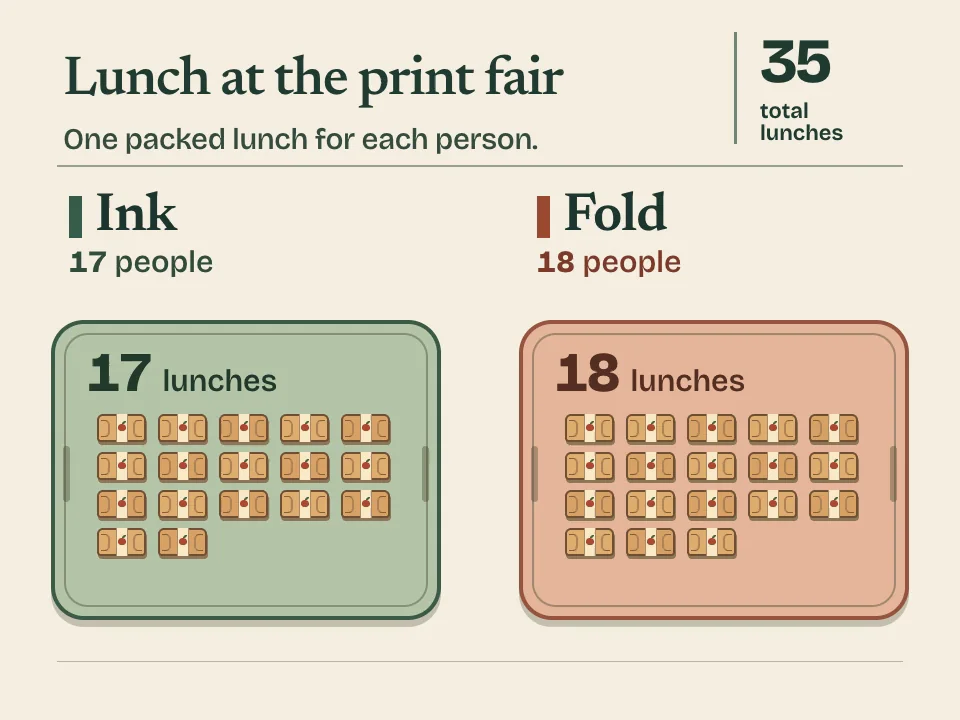 Lunch at the print fair
One packed lunch for each person.
35
total
lunches
Ink
17 people
Fold
18 people
17 lunches
18 lunches